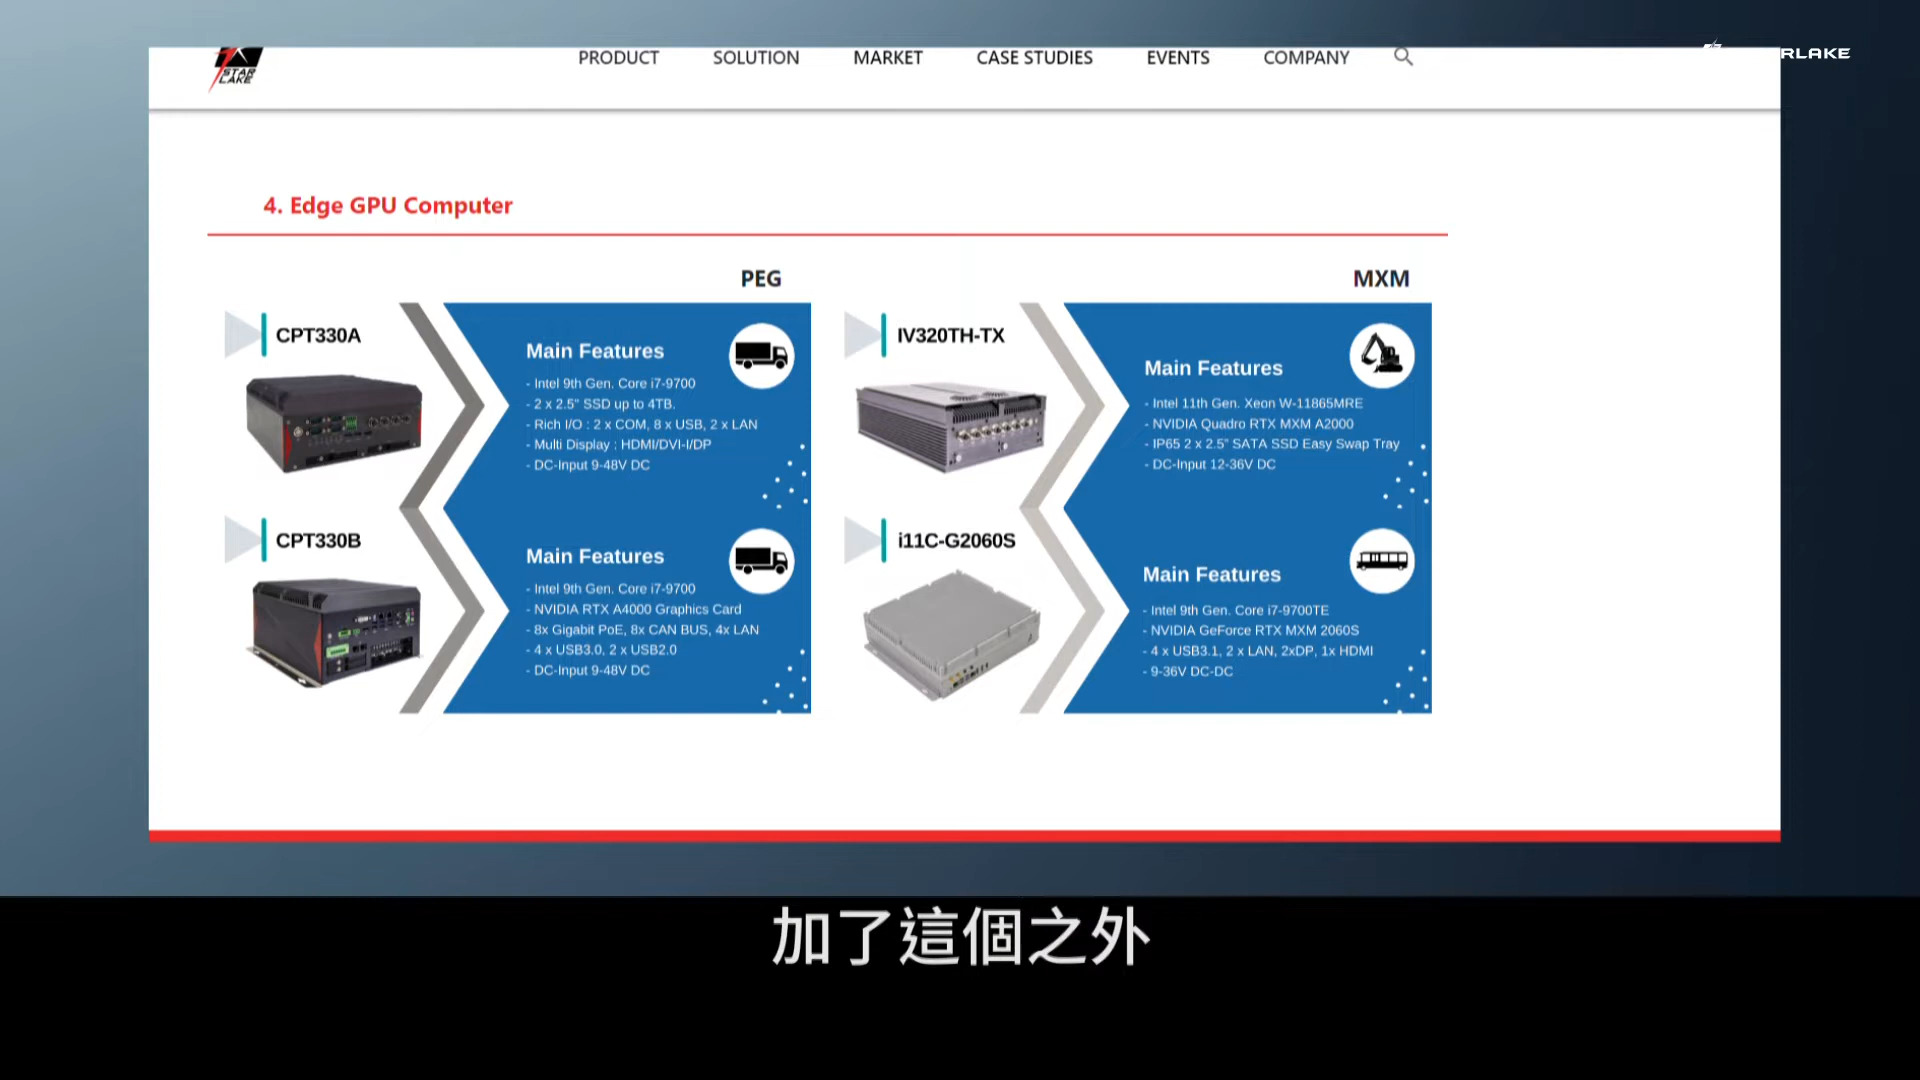 STAR
LAKE
PRODUCT
SOLUTION
MARKET
CASE STUDIES
EVENTS
COMPANY
RLAKE
4. Edge GPU Computer
PEG
CPT330A
Main Features
- Intel 9th Gen. Core i7-9700
- 2 x 2.5" SSD up to 4TB.
- Rich I/O : 2 x COM, 8 x USB, 2 x LAN
- Multi Display : HDMI/DVI-I/DP
- DC-Input 9-48V DC
CPT330B
Main Features
- Intel 9th Gen. Core i7-9700
- NVIDIA RTX A4000 Graphics Card
- 8x Gigabit PoE, 8x CAN BUS, 4x LAN
- 4 x USB3.0, 2 x USB2.0
- DC-Input 9-48V DC
MXM
IV320TH-TX
Main Features
- Intel 11th Gen. Xeon W-11865MRE
- NVIDIA Quadro RTX MXM A2000
- IP65 2 x 2.5" SATA SSD Easy Swap Tray
- DC-Input 12-36V DC
i11C-G2060S
Main Features
- Intel 9th Gen. Core i7-9700TE
- NVIDIA GeForce RTX MXM 2060S
- 4 x USB3.1, 2 x LAN, 2xDP, 1x HDMI
- 9-36V DC-DC
加了這個之外